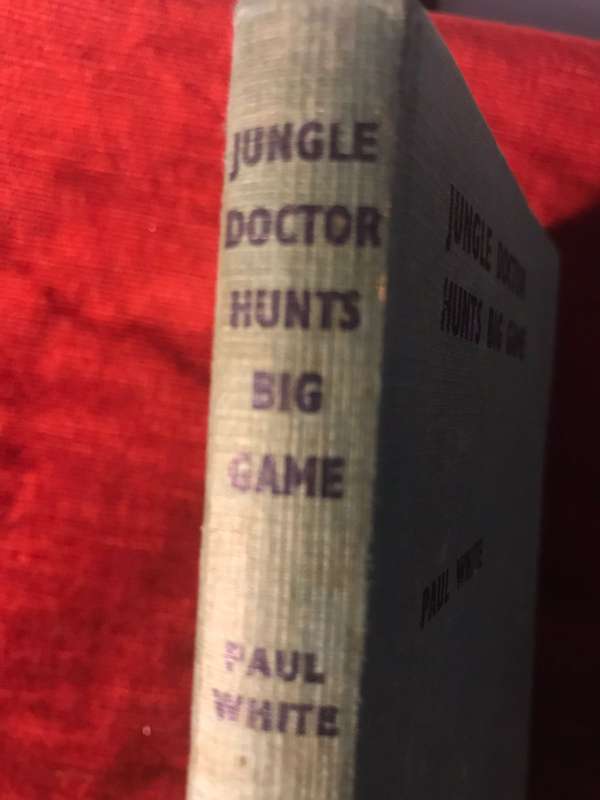 JUNGLE
DOCTOR
HUNTS
BIG
GAME
PAUL
WHITE
JUNGLE DOCTOR
HUNTS BIG GAME
PAUL WHITE